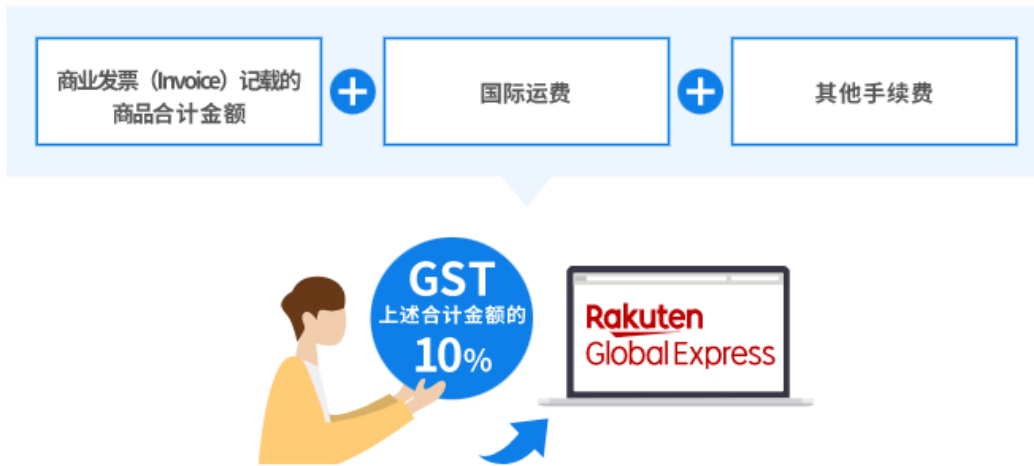 商业发票（Invoice）记载的
商品合计金额
国际运费
其他手续费
GST
上述合计金额的
10%
Rakuten
Global Express